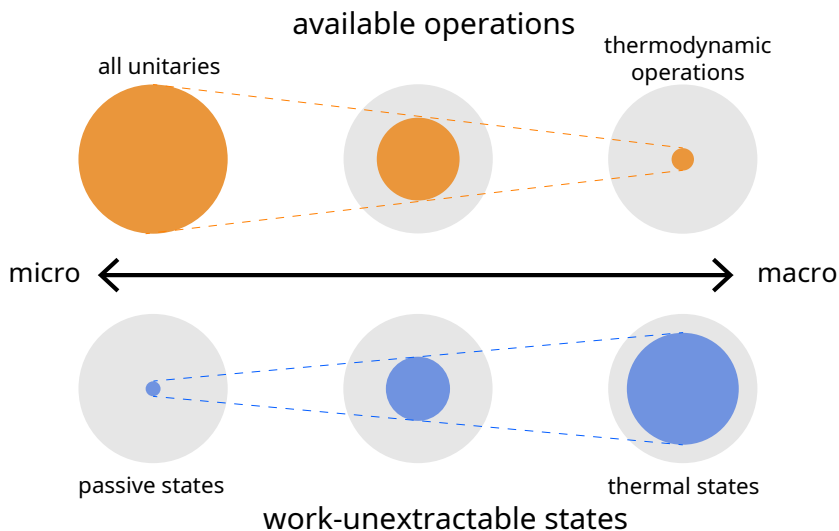 available operations
all unitaries
thermodynamic
operations
micro
macro
passive states
thermal states
work-unextractable states